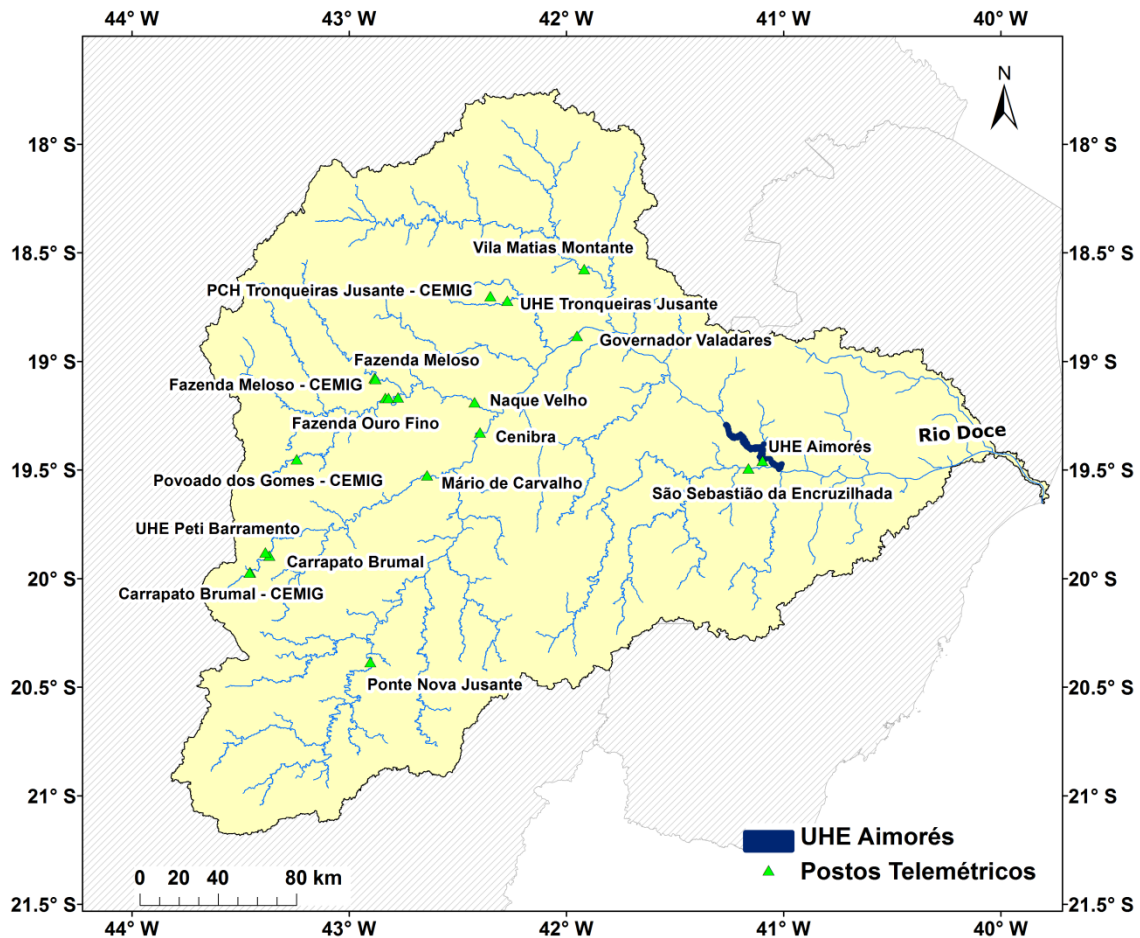 44° W 43° W 42° W 41° W 40° W
N
18° S 18° S
Vila Matias Montante
18.5° S 18.5° S
PCH Tronqueiras Jusante - CEMIG
UHE Tronqueiras Jusante
Governador Valadares
19° S 19° S
Fazenda Meloso
Fazenda Meloso - CEMIG
Naque Velho
Fazenda Ouro Fino
Cenibra
Rio Doce
UHE Aimorés
19.5° S 19.5° S
Povoado dos Gomes - CEMIG
Mário de Carvalho
São Sebastião da Encruzilhada
UHE Peti Barramento
Carrapato Brumal
20° S 20° S
Carrapato Brumal - CEMIG
20.5° S 20.5° S
Ponte Nova Jusante
21° S 21° S
UHE Aimorés
Postos Telemétricos
0 20 40 80 km
21.5° S 21.5° S
44° W 43° W 42° W 41° W 40° W